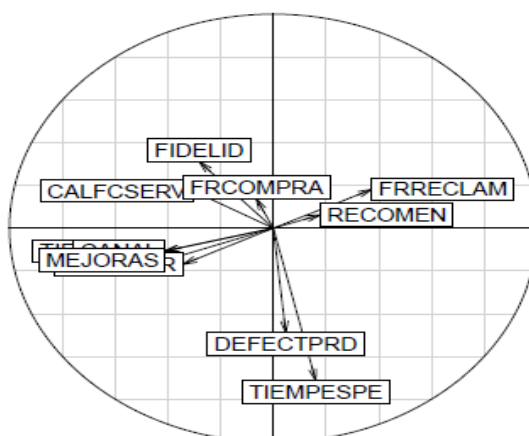 FIDELID
CALFCSERV
FRCOMPRA
FRRECLAM
RECOMEN
MEJORAS
DEFECTPRD
TIEMPESPE